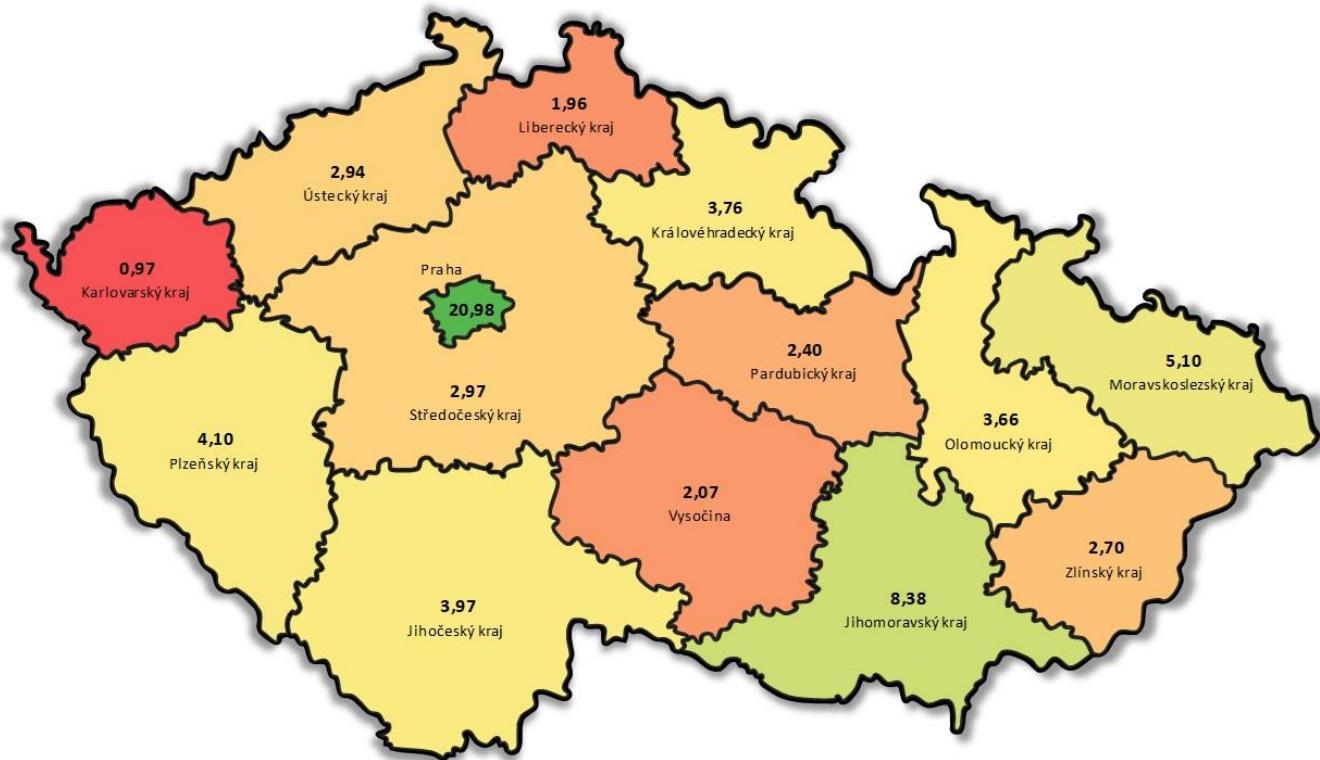 1,96
Liberecký kraj
2,94
Ústecký kraj
3,76
Královéhradecký kraj
0,97
Karlovarský kraj
Praha
20,98
2,97
Středočeský kraj
2,40
Pardubický kraj
5,10
Moravskoslezský kraj
3,66
Olomoucký kraj
4,10
Plzeňský kraj
2,07
Vysočina
2,70
Zlínský kraj
3,97
Jihočeský kraj
8,38
Jihomoravský kraj